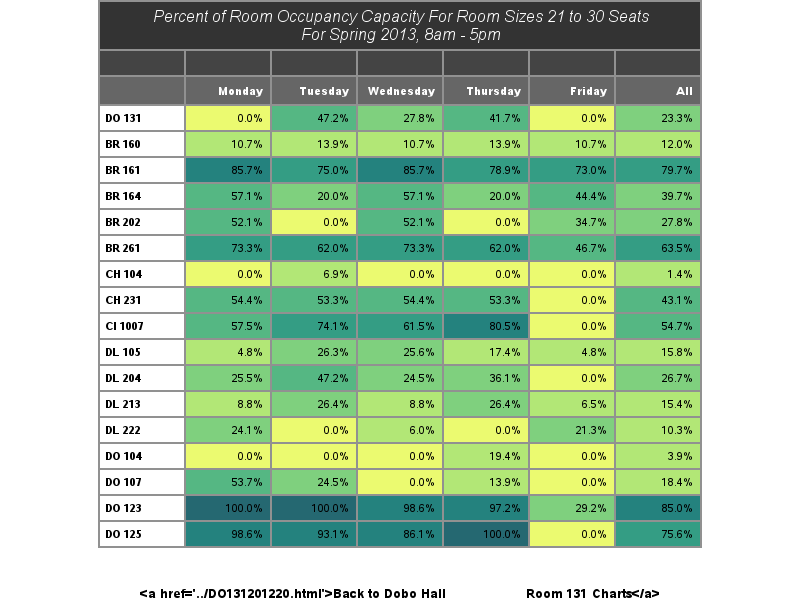 Percent of Room Occupancy Capacity For Room Sizes 21 to 30 Seats
For Spring 2013, 8am - 5pm
Monday Tuesday Wednesday Thursday Friday All
DO 131 0.0% 47.2% 27.8% 41.7% 0.0% 23.3%
BR 160 10.7% 13.9% 10.7% 13.9% 10.7% 12.0%
BR 161 85.7% 75.0% 85.7% 78.9% 73.0% 79.7%
BR 164 57.1% 20.0% 57.1% 20.0% 44.4% 39.7%
BR 202 52.1% 0.0% 52.1% 0.0% 34.7% 27.8%
BR 261 73.3% 62.0% 73.3% 62.0% 46.7% 63.5%
CH 104 0.0% 6.9% 0.0% 0.0% 0.0% 1.4%
CH 231 54.4% 53.3% 54.4% 53.3% 0.0% 43.1%
CI 1007 57.5% 74.1% 61.5% 80.5% 0.0% 54.7%
DL 105 4.8% 26.3% 25.6% 17.4% 4.8% 15.8%
DL 204 25.5% 47.2% 24.5% 36.1% 0.0% 26.7%
DL 213 8.8% 26.4% 8.8% 26.4% 6.5% 15.4%
DL 222 24.1% 0.0% 6.0% 0.0% 21.3% 10.3%
DO 104 0.0% 0.0% 0.0% 19.4% 0.0% 3.9%
DO 107 53.7% 24.5% 0.0% 13.9% 0.0% 18.4%
DO 123 100.0% 100.0% 98.6% 97.2% 29.2% 85.0%
DO 125 98.6% 93.1% 86.1% 100.0% 0.0% 75.6%
<a href='../DO131201220.html'>Back to Dobo Hall Room 131 Charts</a>